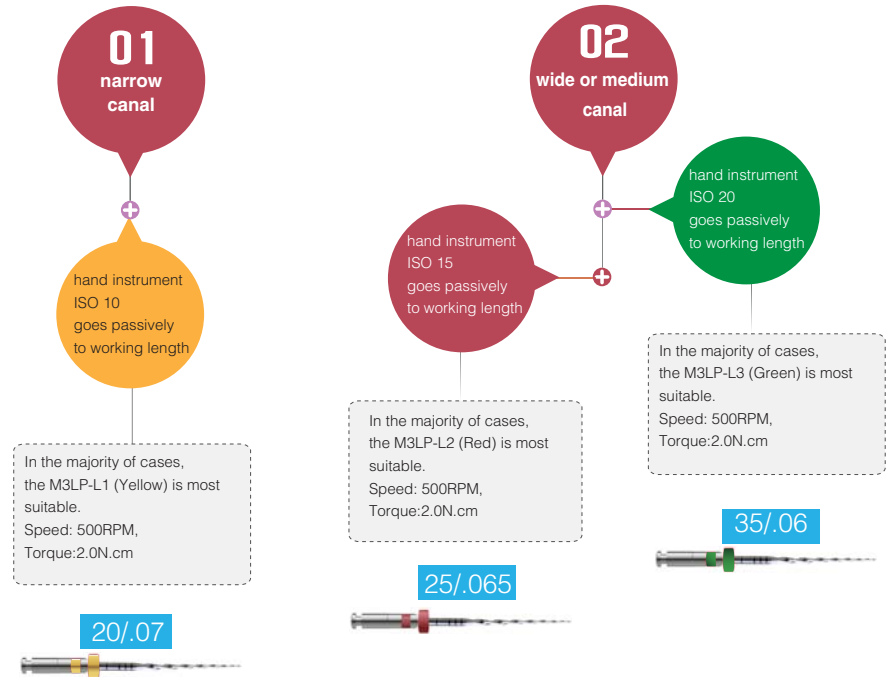 01
narrow
canal
hand instrument
ISO 10
goes passively
to working length
In the majority of cases,
the M3LP-L1 (Yellow) is most
suitable.
Speed: 500RPM,
Torque:2.0N.cm
20/.07
02
wide or medium
canal
hand instrument
ISO 15
goes passively
to working length
In the majority of cases,
the M3LP-L2 (Red) is most
suitable.
Speed: 500RPM,
Torque:2.0N.cm
25/.065
hand instrument
ISO 20
goes passively
to working length
In the majority of cases,
the M3LP-L3 (Green) is most
suitable.
Speed: 500RPM,
Torque:2.0N.cm
35/.06